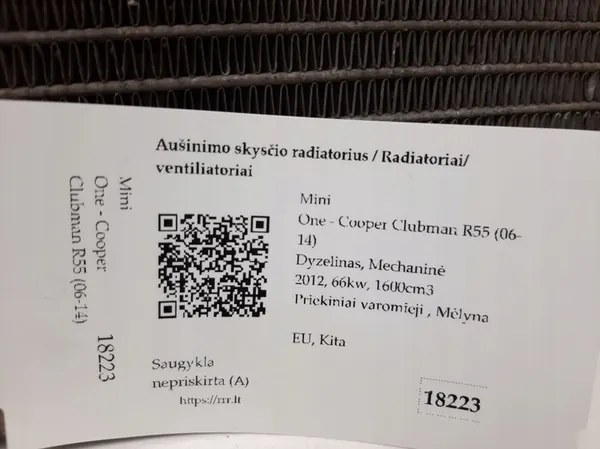 Aušinimo skysčio radiatorius / Radiatoriai/
ventiliatoriai
Mini
One - Cooper
Clubman R55 (06-14)
18223
Mini
One - Cooper Clubman R55 (06-
14)
Dyzelinas, Mechaninė
2012, 66kw, 1600cm3
Priekiniai varomieji , Mėlyna
EU, Kita
Saugykla
nepriskirta (A)
https://rrr.lt
18223